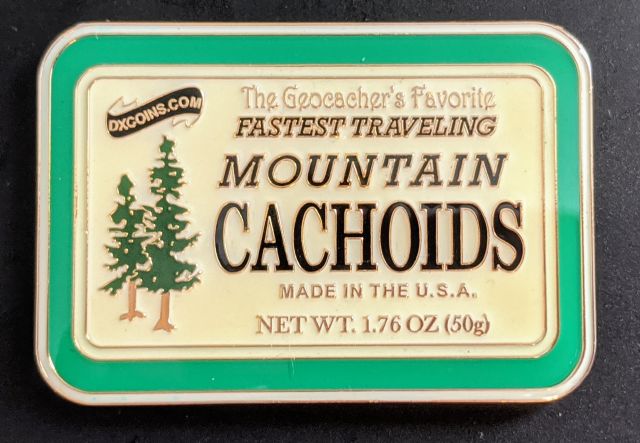 DXCOINS.COM
The Geocacher's Favorite
FASTEST TRAVELING
MOUNTAIN
CACHOIDS
MADE IN THE U.S.A.
NET WT. 1.76 OZ (50g)